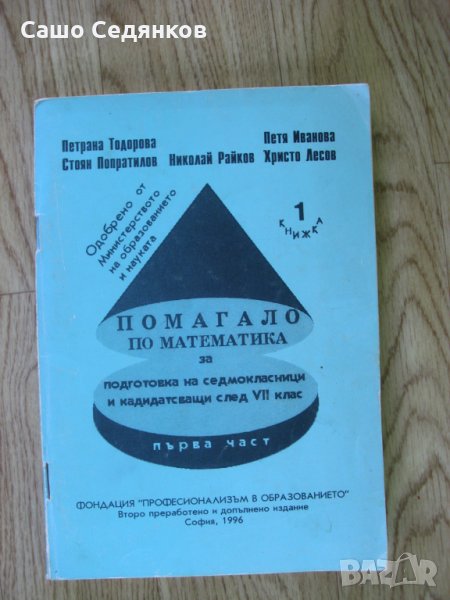 Сашо Седянков
Петрана Тодорова
Петя Иванова
Стоян Попратилов Николай Райков Христо Лесов
Одобрено от
Министерството
на образованието
и науката
1
КНИЖКА
ПОМАГАЛО
ПО МАТЕМАТИКА
за
подготовка на седмокласници
и кадидатсващи след VII клас
първа част
ФОНДАЦИЯ "ПРОФЕСИОНАЛИЗЪМ В ОБРАЗОВАНИЕТО"
Второ преработено и допълнено издание
София, 1996
BAZAR